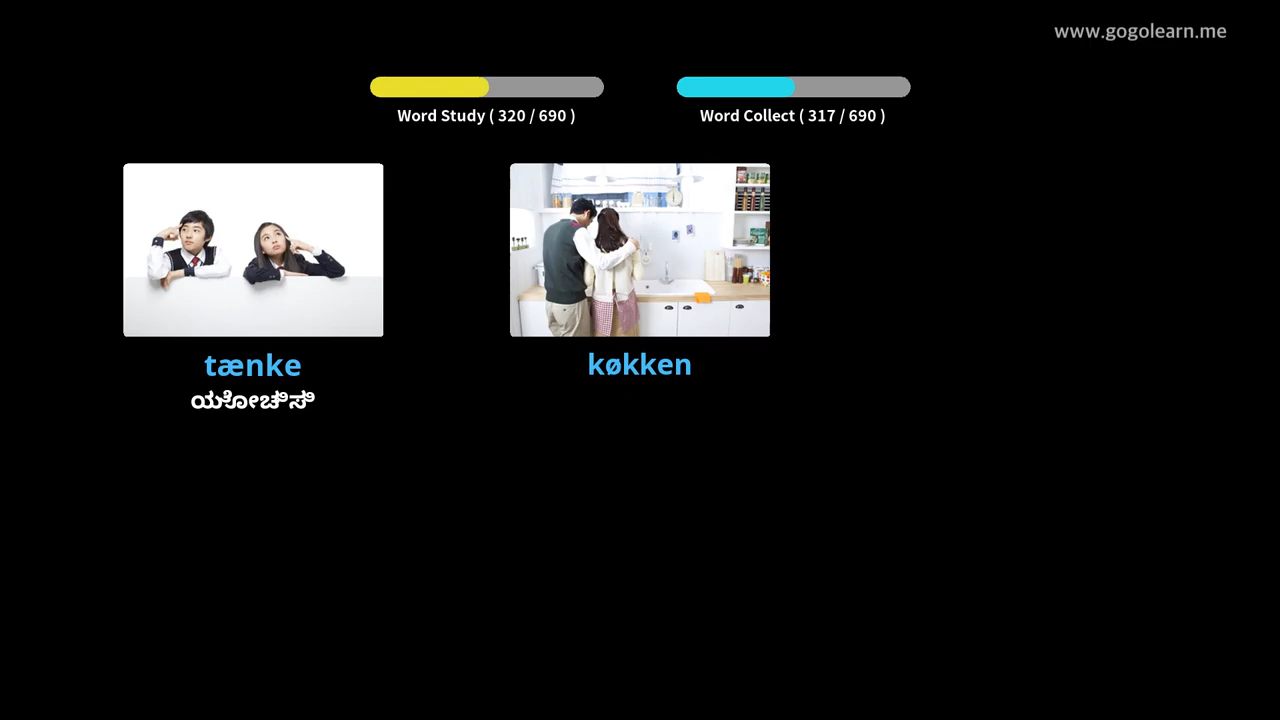 www.gogolearn.me
Word Study ( 320 / 690 )
Word Collect ( 317 / 690 )
tænke
ಯೋಚಿಸಿ
køkken